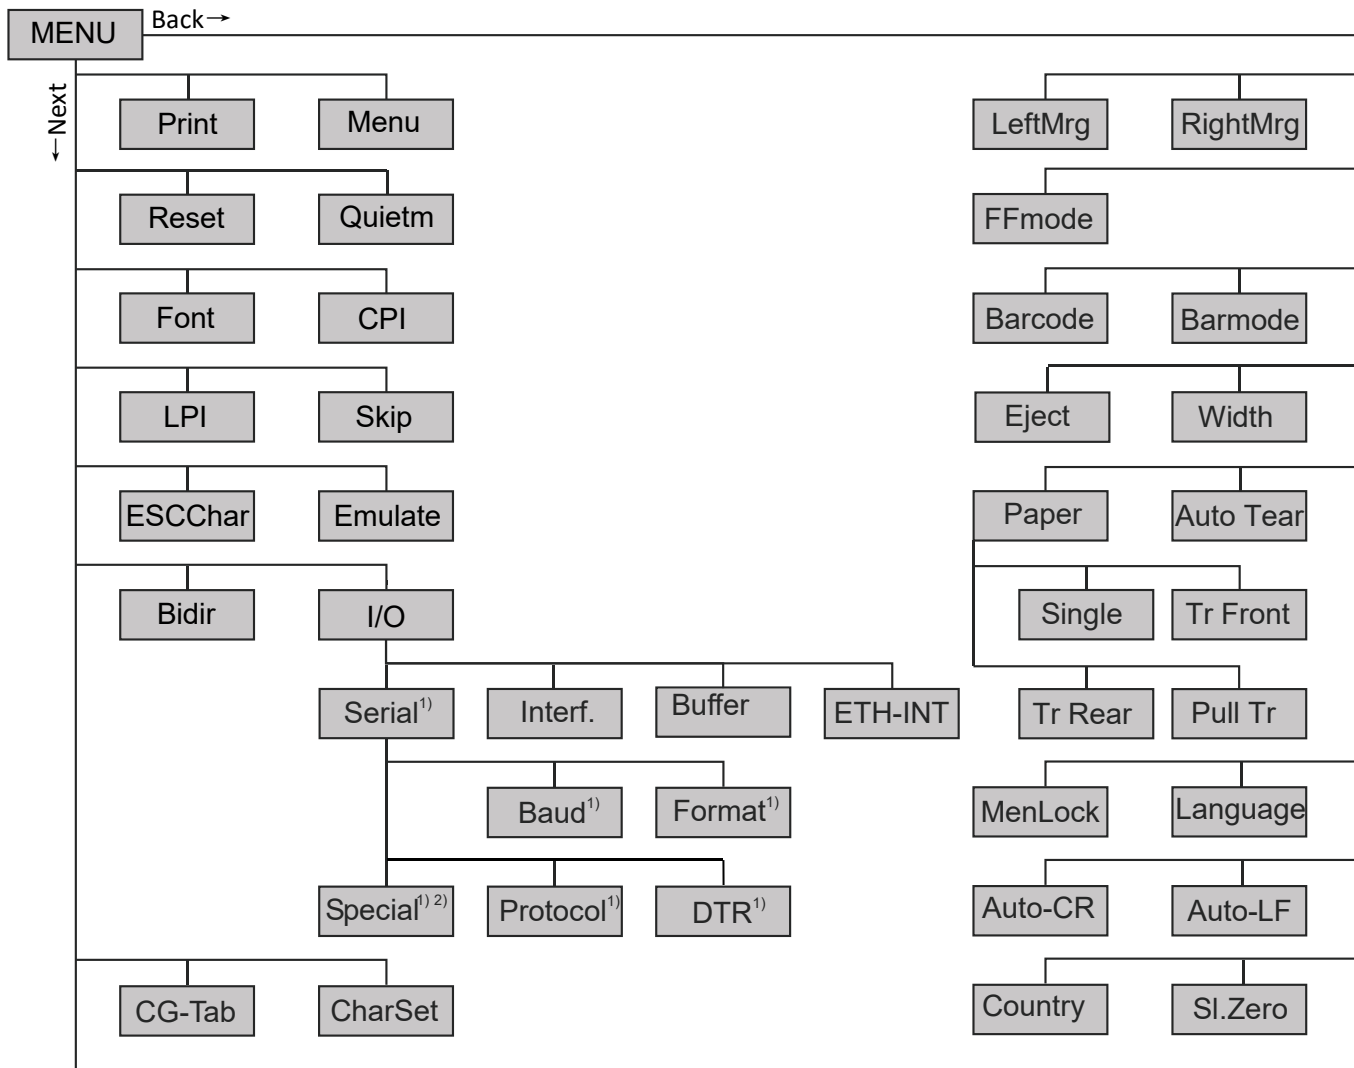 MENU
Back→
←Next
Print
Menu
LeftMrg
RightMrg
Reset
Quietm
FFmode
Font
CPI
Barcode
Barmode
LPI
Skip
Eject
Width
ESCChar
Emulate
Paper
Auto Tear
Bidir
I/O
Single
Tr Front
Serial1)
Interf.
Buffer
ETH-INT
Tr Rear
Pull Tr
Baud1)
Format1)
MenLock
Language
Special1) 2)
Protocol1)
DTR1)
Auto-CR
Auto-LF
CG-Tab
CharSet
Country
Sl.Zero